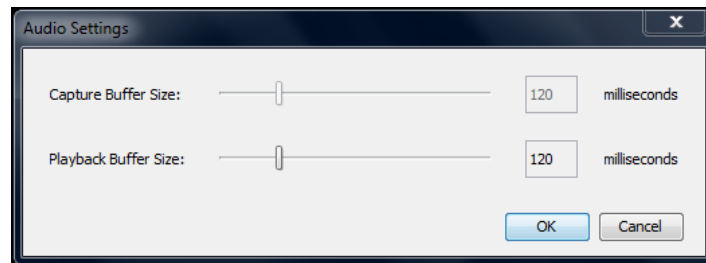 Audio Settings
Capture Buffer Size: 120 milliseconds
Playback Buffer Size: 120 milliseconds
OK Cancel